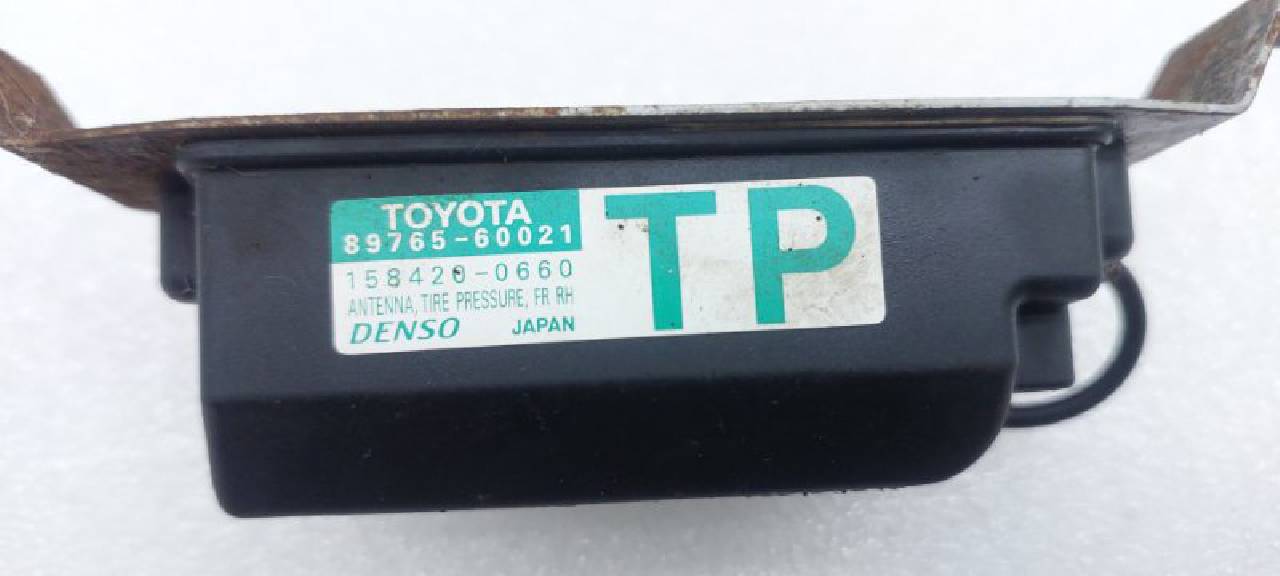 TOYOTA
89765-60021
158420-0660
ANTENNA, TIRE PRESSURE, FR RH
DENSO JAPAN
TP